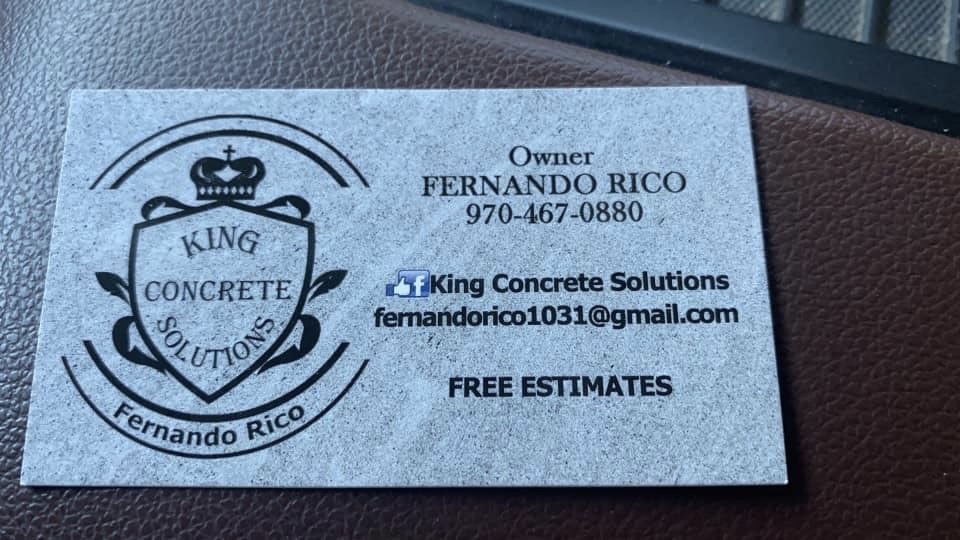 KING
CONCRETE
SOLUTIONS
Fernando Rico
Owner
FERNANDO RICO
970-467-0880
f King Concrete Solutions
fernandorico1031@gmail.com
FREE ESTIMATES